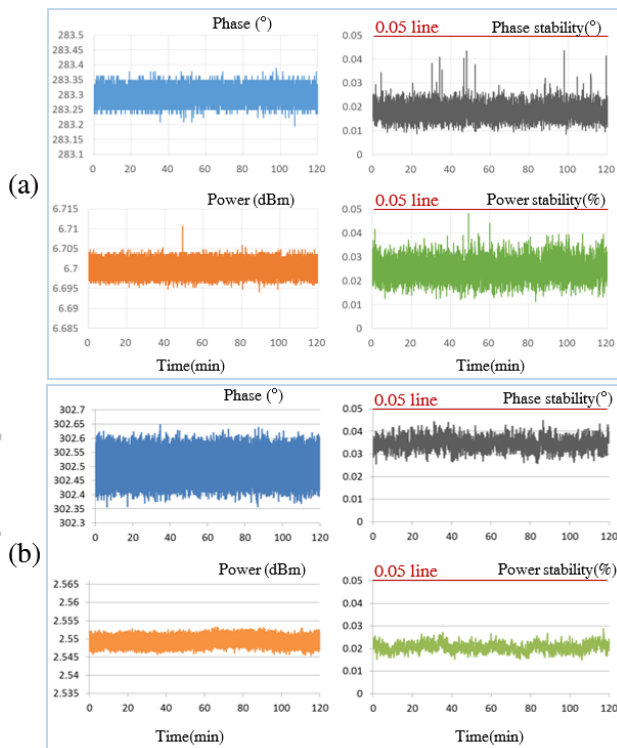 Phase (°)
283.5
283.45
283.4
283.35
283.3
283.25
283.2
283.15
283.1
0 20 40 60 80 100 120
0.05 line Phase stability(°)
0.05
0.04
0.03
0.02
0.01
0
0 20 40 60 80 100 120
(a)
Power (dBm)
6.715
6.71
6.705
6.7
6.695
6.69
6.685
0 20 40 60 80 100 120
Time(min)
0.05 line Power stability(%)
0.05
0.04
0.03
0.02
0.01
0
0 20 40 60 80 100 120
Time(min)
Phase (°)
302.7
302.65
302.6
302.55
302.5
302.45
302.4
302.35
302.3
0 20 40 60 80 100 120
0.05 line Phase stability(°)
0.05
0.04
0.03
0.02
0.01
0
0 20 40 60 80 100 120
(b)
Power (dBm)
2.565
2.56
2.555
2.55
2.545
2.54
2.535
0 20 40 60 80 100 120
Time(min)
0.05 line Power stability(%)
0.05
0.04
0.03
0.02
0.01
0
0 20 40 60 80 100 120
Time(min)